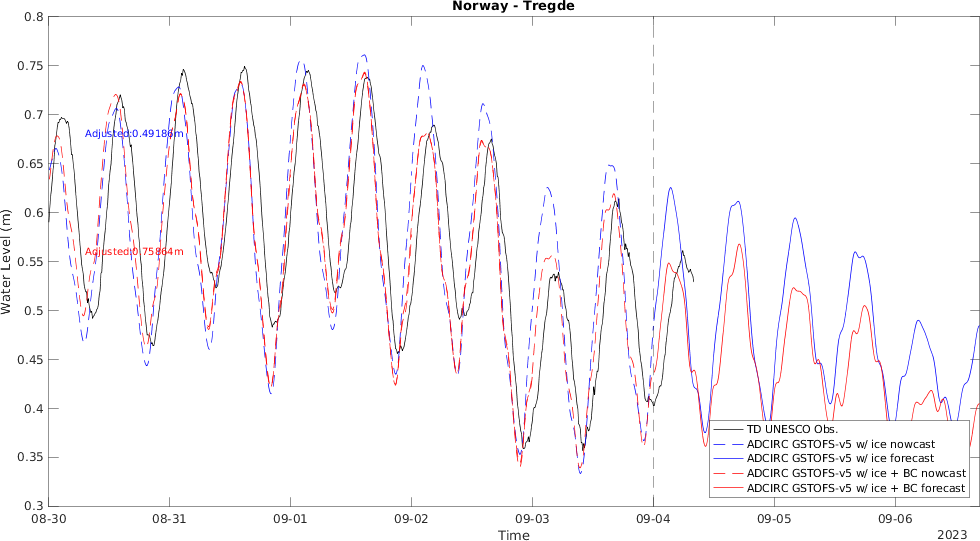 Norway - Tregde
0.8
0.75
0.7
0.65
0.6
0.55
0.5
0.45
0.4
0.35
0.3
Water Level (m)
Adjusted:0.49186m
Adjusted:0.75864m
TD UNESCO Obs.
ADCIRC GSTOFS-v5 w/ ice nowcast
ADCIRC GSTOFS-v5 w/ ice forecast
ADCIRC GSTOFS-v5 w/ ice + BC nowcast
ADCIRC GSTOFS-v5 w/ ice + BC forecast
08-30 08-31 09-01 09-02 09-03 09-04 09-05 09-06
Time
2023